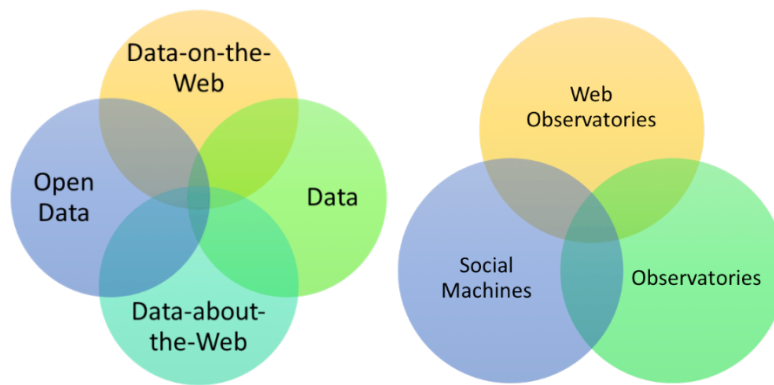 Data-on-the-
Web
Open
Data
Data
Data-about-
the-Web
Web
Observatories
Social
Machines
Observatories